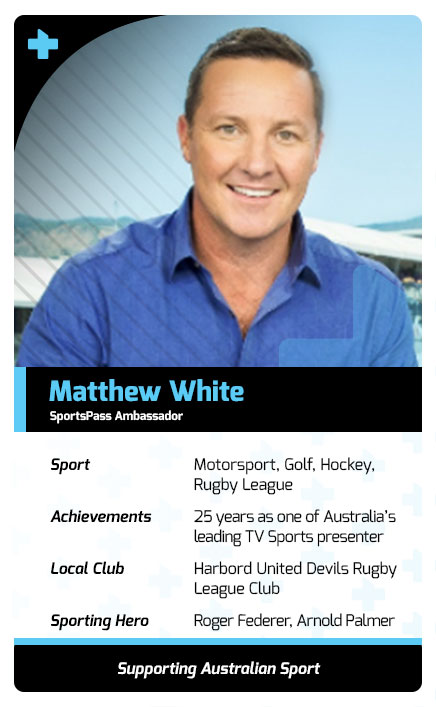 Matthew White
SportsPass Ambassador
Sport
Motorsport, Golf, Hockey,
Rugby League
Achievements
25 years as one of Australia's
leading TV Sports presenter
Local Club
Harbord United Devils Rugby
League Club
Sporting Hero
Roger Federer, Arnold Palmer
Supporting Australian Sport